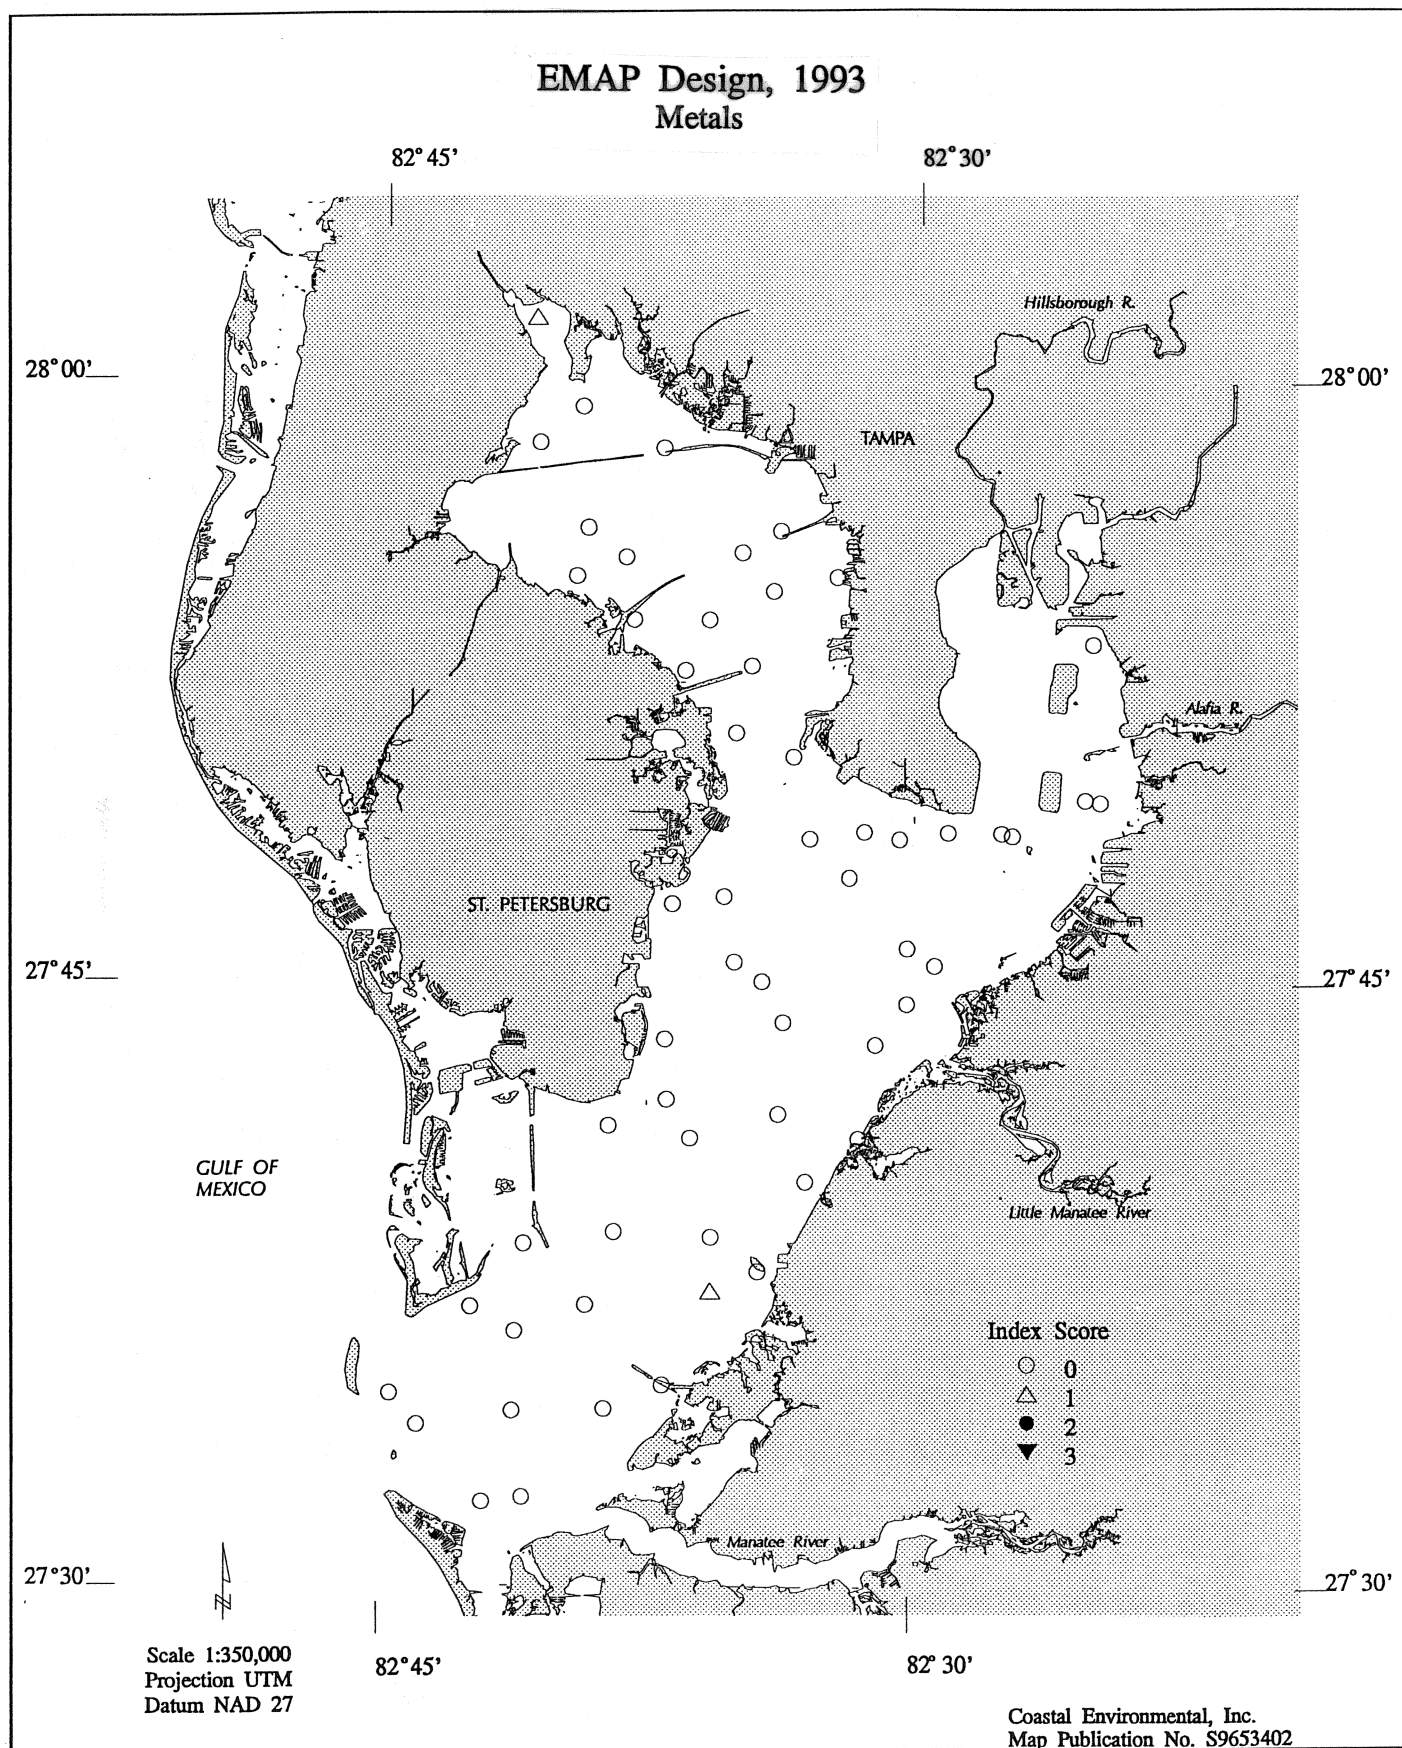 EMAP Design, 1993
Metals
82°45'
82°30'
Hillsborough R.
28°00'
28°00'
TAMPA
Alafia R.
ST. PETERSBURG
27°45'
27°45'
GULF OF
MEXICO
Little Manatee River
Index Score
0
1
2
3
Manatee River
27°30'
27°30'
N
Scale 1:350,000
Projection UTM
Datum NAD 27
82°45'
82°30'
Coastal Environmental, Inc.
Map Publication No. S9653402